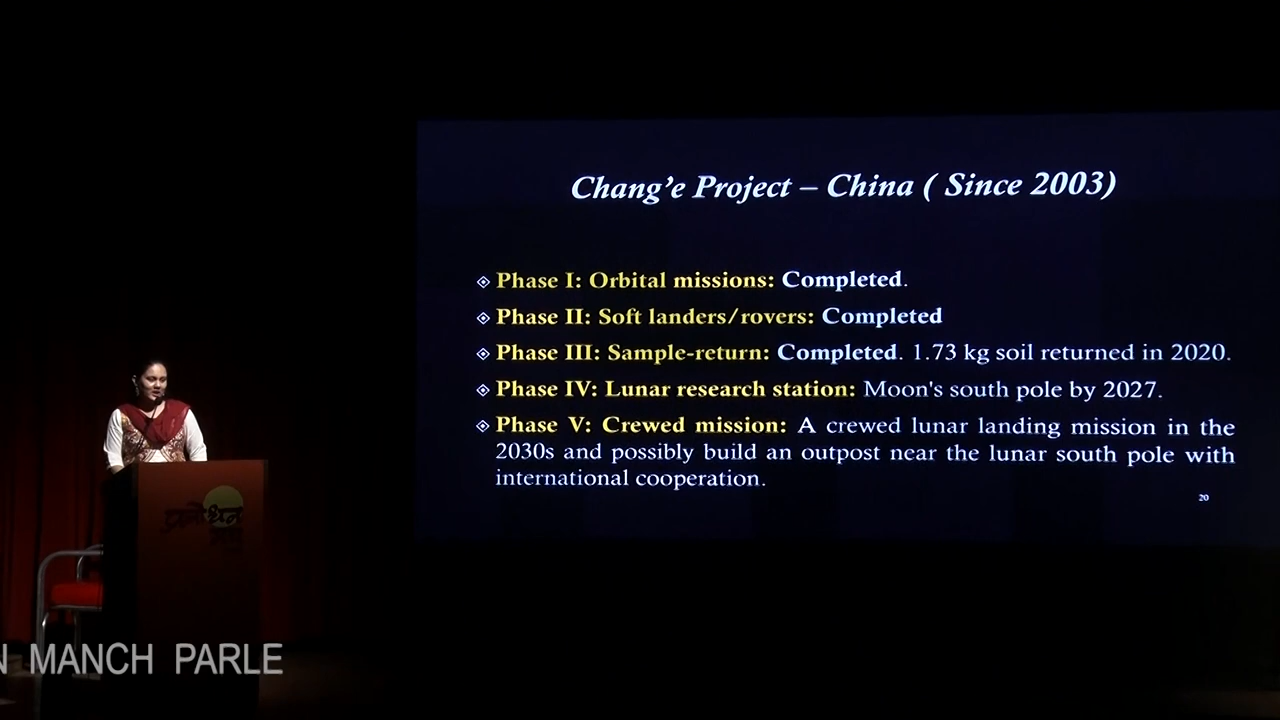 Chang’e Project – China ( Since 2003)
Phase I: Orbital missions: Completed.
Phase II: Soft landers/rovers: Completed
Phase III: Sample-return: Completed. 1.73 kg soil returned in 2020.
Phase IV: Lunar research station: Moon's south pole by 2027.
Phase V: Crewed mission: A crewed lunar landing mission in the
2030s and possibly build an outpost near the lunar south pole with
international cooperation.
20
N MANCH PARLE